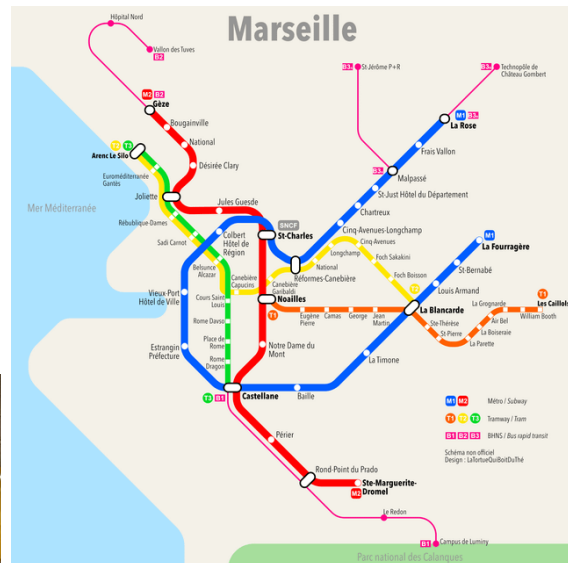 Marseille
Hôpital Nord
Vallon des Tuves
B2
M2 B2
Gèze
Bougainville
National
Désirée Clary
T2 T3
Arenc Le Silo
Euroméditerranée
Gantès
Joliette
Jules Guesde
Mer Méditerranée
République-Dames
Sadi Carnot
Colbert
Hôtel de
Région
SNCF
St-Charles
Belsunce
Alcazar
Canebière
Capucins
Canebière
Garibaldi
National
Réformés-Canebière
Longchamp
Cinq-Avenues
Foch Sakakini
Foch Boisson
Cinq-Avenues-Longchamp
Chartreux
St-Just Hôtel du Département
Malpassé
Frais Vallon
St-Jérôme P+R
Technopôle de
Château Gombert
M1
La Rose
M1
La Fourragère
St-Bernabé
Louis Armand
T2
La Blancarde
Vieux-Port
Hôtel de Ville
Cours Saint
Louis
Noailles
T1
Eugène
Pierre
Camas
George
Jean
Martin
Ste-Thérèse
St Pierre
La Parette
La Boiseraie
Air Bel
La Grognarde
William Booth
T1
Les Caillols
Rome Davso
Place de
Rome
Rome
Dragon
Estrangin
Préfecture
Notre Dame du
Mont
La Timone
T3 B1
Castellane
Baille
Périer
Rond-Point du Prado
Ste-Marguerite-
Dromel
M2
Le Redon
B1
Campus de Luminy
Parc national des Calanques
M1 M2 Métro / Subway
T1 T2 T3 Tramway / Tram
B1 B2 B3 BHNS / Bus rapid transit
Schéma non officiel
Design : LaTortueQuiBoitDuThé